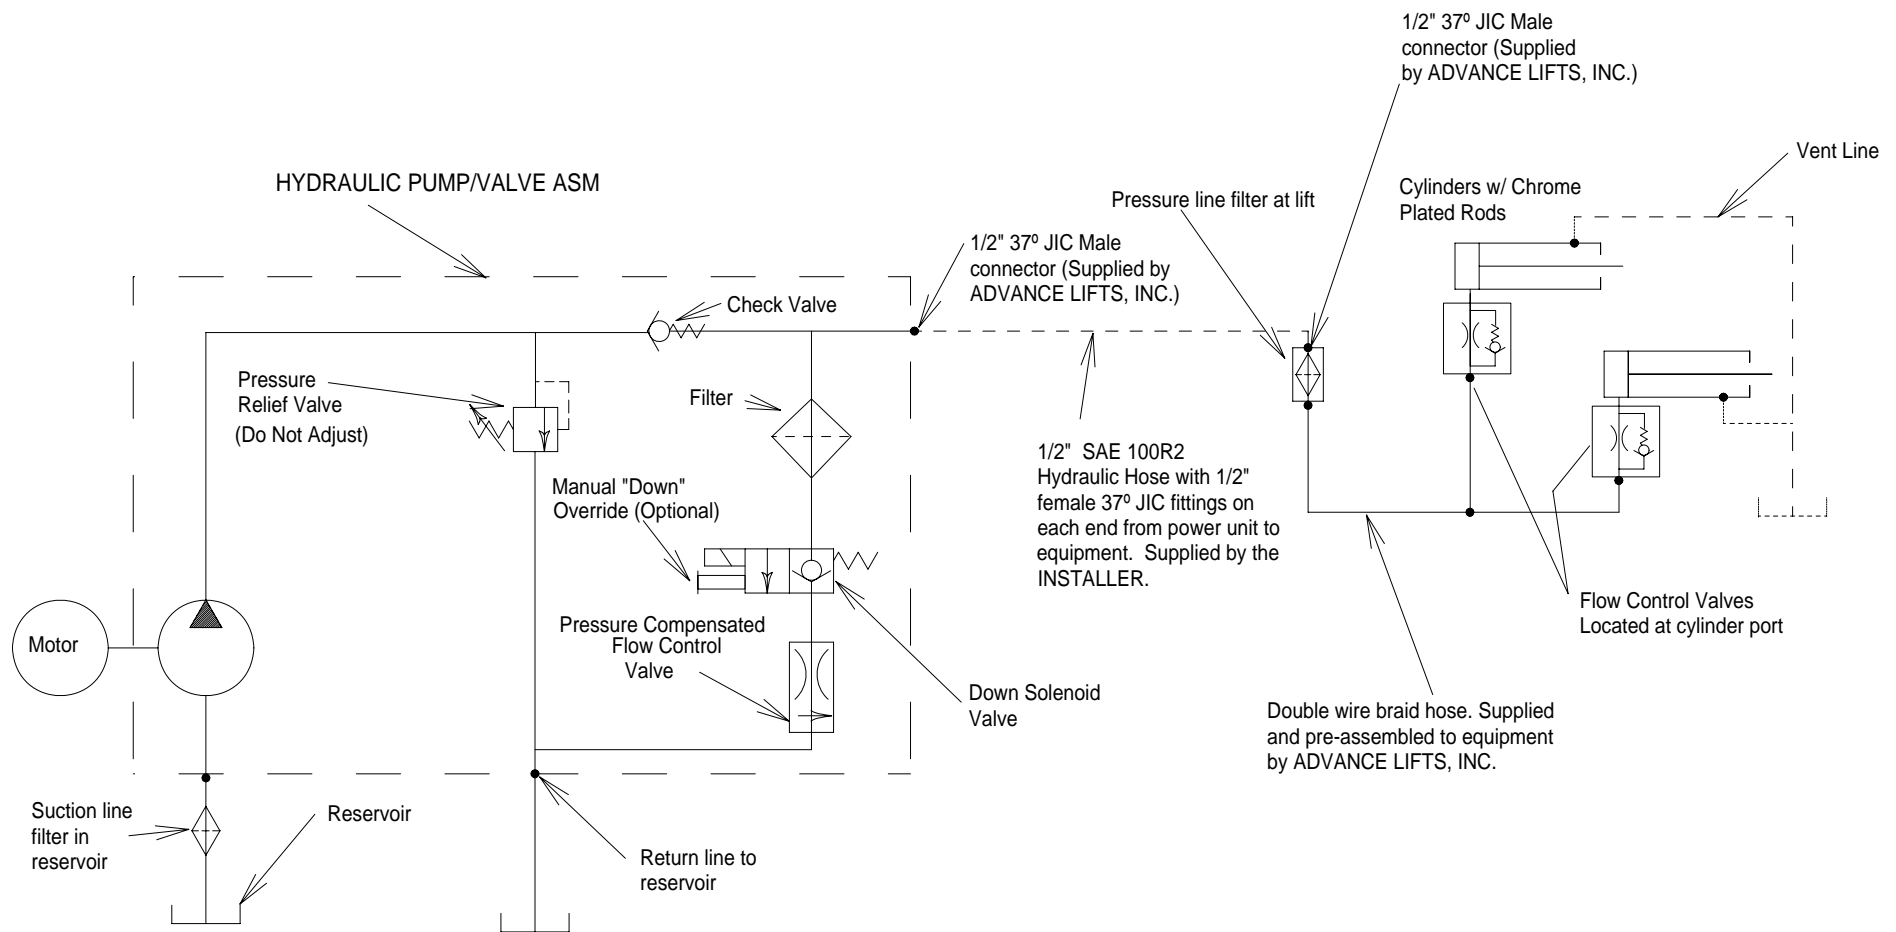 1/2" 37º JIC Male
connector (Supplied
by ADVANCE LIFTS, INC.)
Vent Line
HYDRAULIC PUMP/VALVE ASM
Pressure line filter at lift
Cylinders w/ Chrome
Plated Rods
1/2" 37º JIC Male
connector (Supplied by
ADVANCE LIFTS, INC.)
Check Valve
Pressure
Relief Valve
(Do Not Adjust)
Filter
1/2" SAE 100R2
Hydraulic Hose with 1/2"
female 37º JIC fittings on
each end from power unit to
equipment. Supplied by the
INSTALLER.
Manual "Down"
Override (Optional)
Flow Control Valves
Located at cylinder port
Motor
Pressure Compensated
Flow Control
Valve
Down Solenoid
Valve
Double wire braid hose. Supplied
and pre-assembled to equipment
by ADVANCE LIFTS, INC.
Suction line
filter in
reservoir
Reservoir
Return line to
reservoir